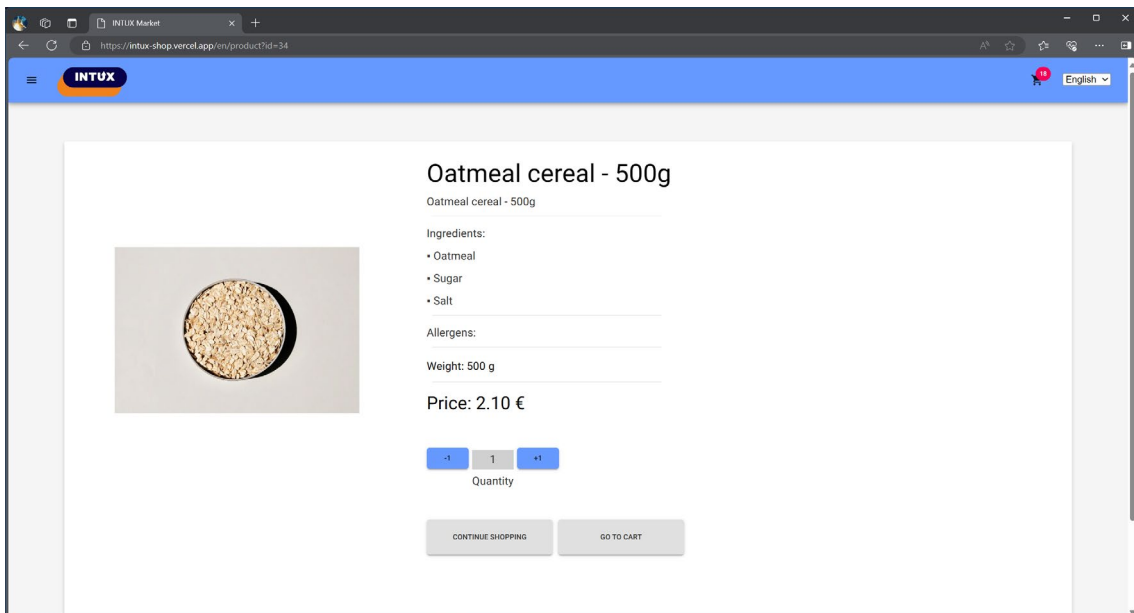 INTUX Market
https://intux-shop.vercel.app/en/product?id=34
INTUX
18
English
Oatmeal cereal - 500g
Oatmeal cereal - 500g
Ingredients:
▪ Oatmeal
▪ Sugar
▪ Salt
Allergens:
Weight: 500 g
Price: 2.10 €
-1 1 +1
Quantity
CONTINUE SHOPPING GO TO CART